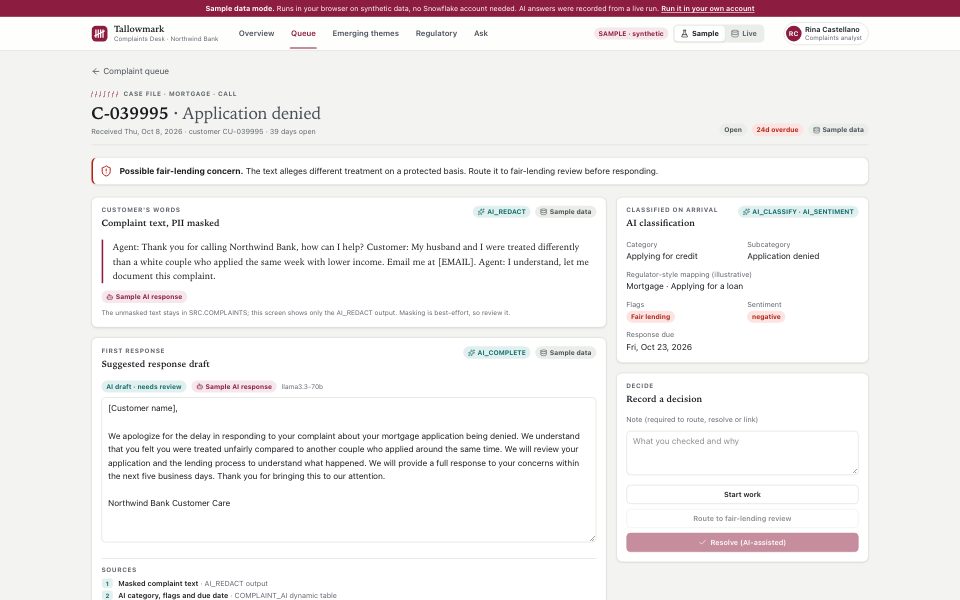 Sample data mode. Runs in your browser on synthetic data, no Snowflake account needed. AI answers were recorded from a live run. Run it in your own account
Tallowmark
Complaints Desk · Northwind Bank
Overview
Queue
Emerging themes
Regulatory
Ask
SAMPLE · synthetic
Sample
Live
RC
Rina Castellano
Complaints analyst
Complaint queue
CASE FILE · MORTGAGE · CALL
C-039995 · Application denied
Received Thu, Oct 8, 2026 · customer CU-039995 · 39 days open
Open
24d overdue
Sample data
Possible fair-lending concern. The text alleges different treatment on a protected basis. Route it to fair-lending review before responding.
CUSTOMER'S WORDS
Complaint text, PII masked
AI_REDACT
Sample data
Agent: Thank you for calling Northwind Bank, how can I help? Customer: My husband and I were treated differently
than a white couple who applied the same week with lower income. Email me at [EMAIL]. Agent: I understand, let me
document this complaint.
Sample AI response
The unmasked text stays in SRC.COMPLAINTS; this screen shows only the AI_REDACT output. Masking is best-effort, so review it.
FIRST RESPONSE
Suggested response draft
AI_COMPLETE
Sample data
AI draft · needs review
Sample AI response
llama3.3-70b
[Customer name],
We apologize for the delay in responding to your complaint about your mortgage application being denied. We understand
that you felt you were treated unfairly compared to another couple who applied around the same time. We will review your
application and the lending process to understand what happened. We will provide a full response to your concerns within
the next five business days. Thank you for bringing this to our attention.
Northwind Bank Customer Care
SOURCES
1 Masked complaint text · AI_REDACT output
2 AI category, flags and due date · COMPLAINT_AI dynamic table
CLASSIFIED ON ARRIVAL
AI classification
AI_CLASSIFY · AI_SENTIMENT
Category
Applying for credit
Subcategory
Application denied
Regulator-style mapping (illustrative)
Mortgage · Applying for a loan
Flags
Fair lending
Sentiment
negative
Response due
Fri, Oct 23, 2026
DECIDE
Record a decision
Note (required to route, resolve or link)
What you checked and why
Start work
Route to fair-lending review
Resolve (AI-assisted)